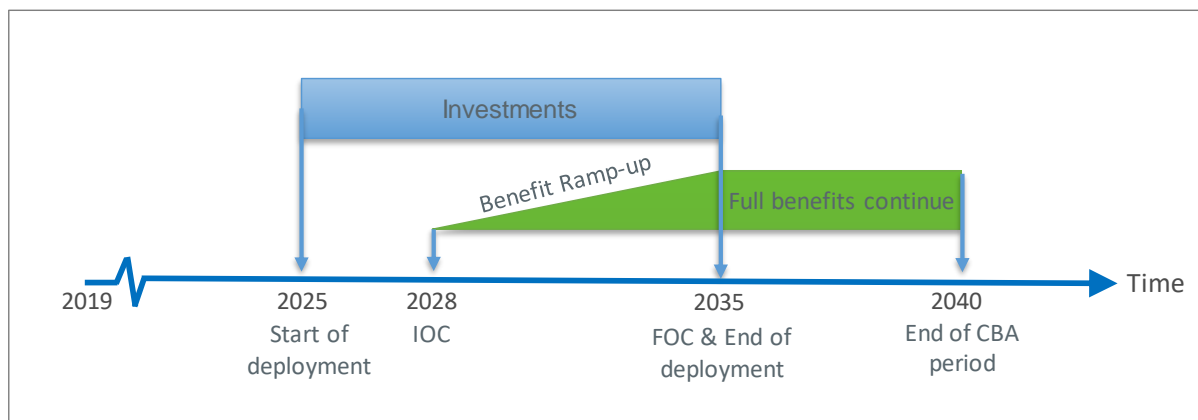 Investments
Benefit Ramp-up
Full benefits continue
Time
2019
2025
2028
2035
2040
Start of
deployment
IOC
FOC & End of
deployment
End of CBA
period